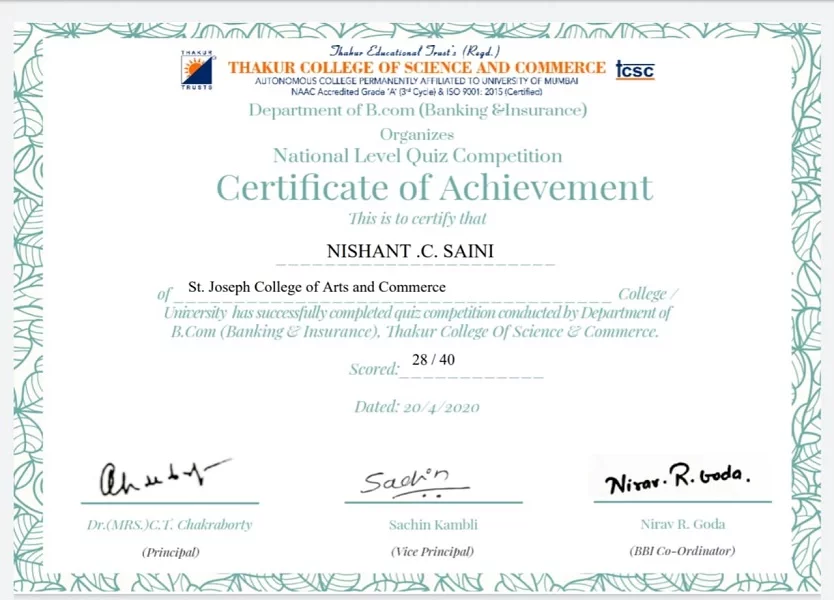 THAKUR
TRUSTS
Thakur Educational Trust's (Regd.)
THAKUR COLLEGE OF SCIENCE AND COMMERCE
tcsc
AUTONOMOUS COLLEGE PERMANENTLY AFFILIATED TO UNIVERSITY OF MUMBAI
NAAC Accredited Grade 'A' (3rd Cycle) & ISO 9001: 2015 (Certified)
Department of B.com (Banking &Insurance)
Organizes
National Level Quiz Competition
Certificate of Achievement
This is to certify that
NISHANT .C. SAINI
of St. Joseph College of Arts and Commerce College /
University has successfully completed quiz competition conducted by Department of
B.Com (Banking & Insurance), Thakur College Of Science & Commerce.
Scored: 28 / 40
Dated: 20/4/2020
Sachin
Nirav. R. Goda.
Dr.(MRS.)C.T. Chakraborty
Sachin Kambli
Nirav R. Goda
(Principal)
(Vice Principal)
(BBI Co-Ordinator)